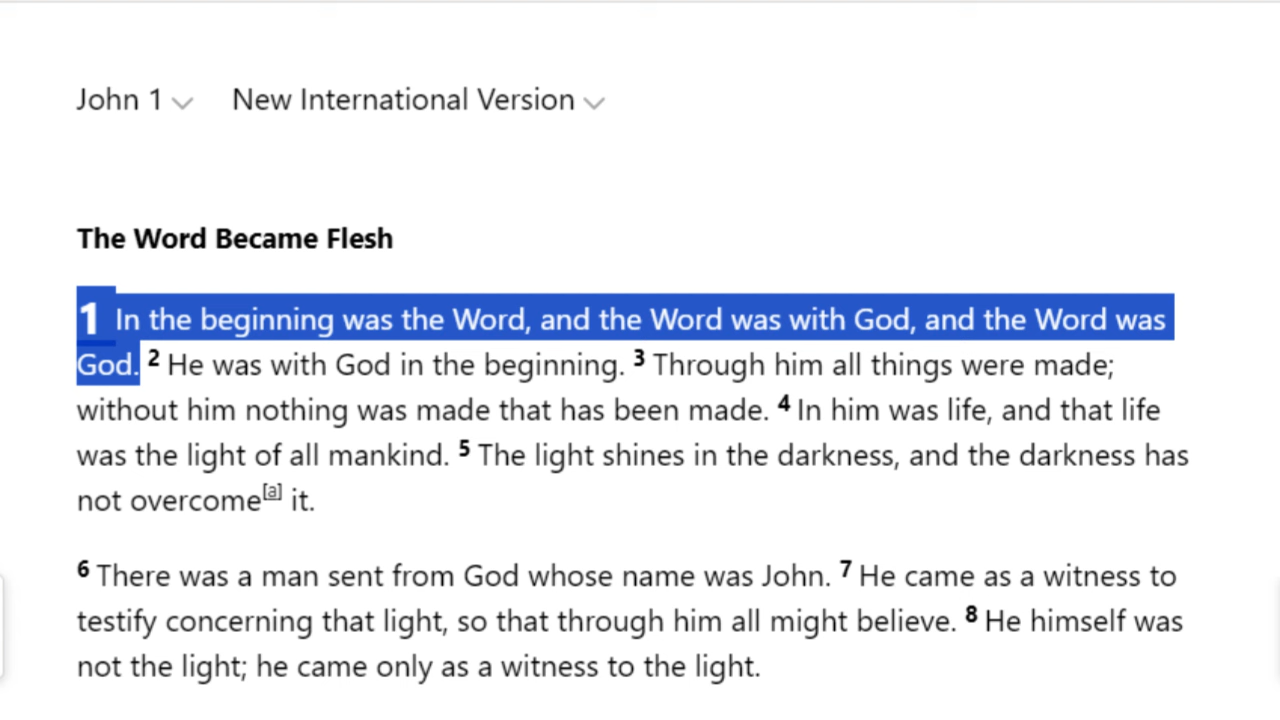 John 1 New International Version
The Word Became Flesh
1 In the beginning was the Word, and the Word was with God, and the Word was
God. 2 He was with God in the beginning. 3 Through him all things were made;
without him nothing was made that has been made. 4 In him was life, and that life
was the light of all mankind. 5 The light shines in the darkness, and the darkness has
not overcome[a] it.
6 There was a man sent from God whose name was John. 7 He came as a witness to
testify concerning that light, so that through him all might believe. 8 He himself was
not the light; he came only as a witness to the light.